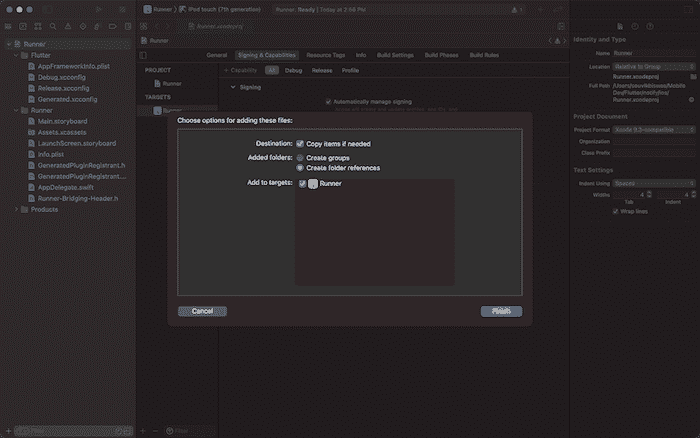 Runner
iPod touch (7th generation)
Runner: Ready | Today at 2:56 PM
Runner.xcodeproj
Runner
General
Signing & Capabilities
Resource Tags
Info
Build Settings
Build Phases
Build Rules
+ Capability
All
Debug
Release
Profile
PROJECT
Runner
TARGETS
Runner
Signing
Automatically manage signing
Runner
Flutter
AppFrameworkInfo.plist
Debug.xcconfig
Release.xcconfig
Generated.xcconfig
Runner
Main.storyboard
Assets.xcassets
LaunchScreen.storyboard
Info.plist
GeneratedPluginRegistrant.h
GeneratedPluginRegistrant....
AppDelegate.swift
Runner-Bridging-Header.h
Products
Choose options for adding these files:
Destination:
Copy items if needed
Added folders:
Create groups
Create folder references
Add to targets:
Runner
Cancel
Finish
Identity and Type
Name
Runner
Location
Relative to Group
Runner.xcodeproj
Full Path
Runner.xcodeproj
Project Document
Project Format
Xcode 9.3-compatible
Organization
Class Prefix
Text Settings
Indent Using
Spaces
Widths
4
4
Tab
Indent
Wrap lines
Filter
Filter